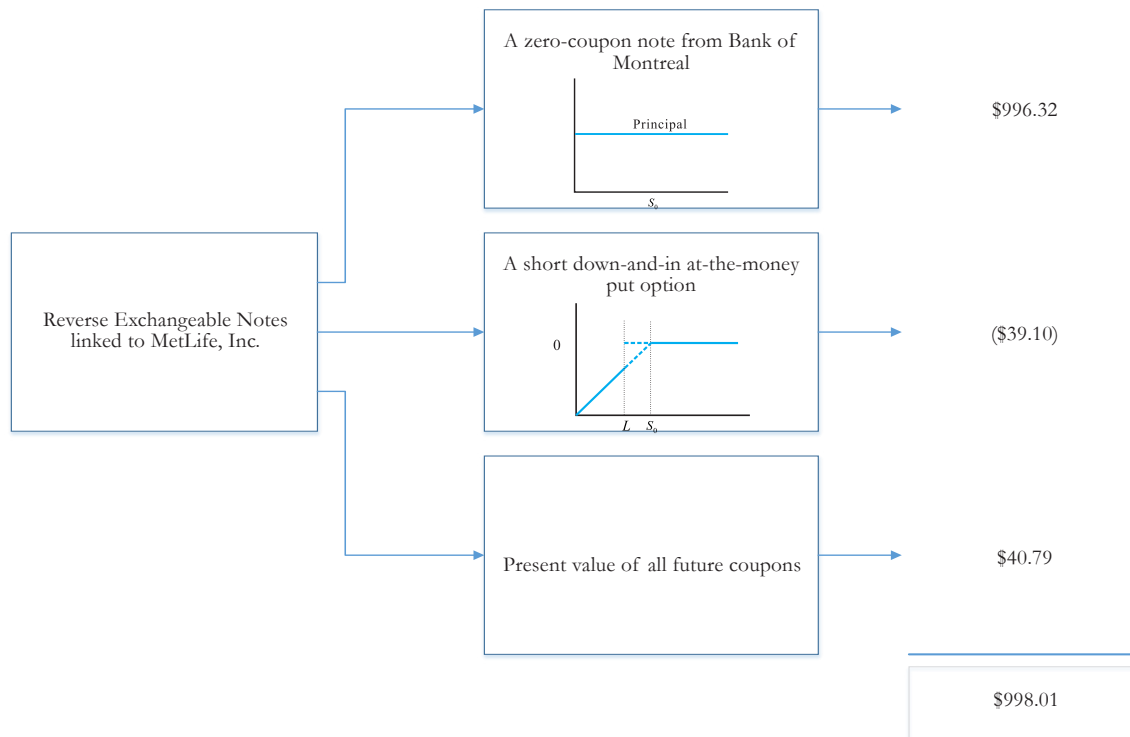 A zero-coupon note from Bank of
Montreal
Principal
S₀
$996.32
Reverse Exchangeable Notes
linked to MetLife, Inc.
A short down-and-in at-the-money
put option
0
L S₀
($39.10)
Present value of all future coupons
$40.79
$998.01